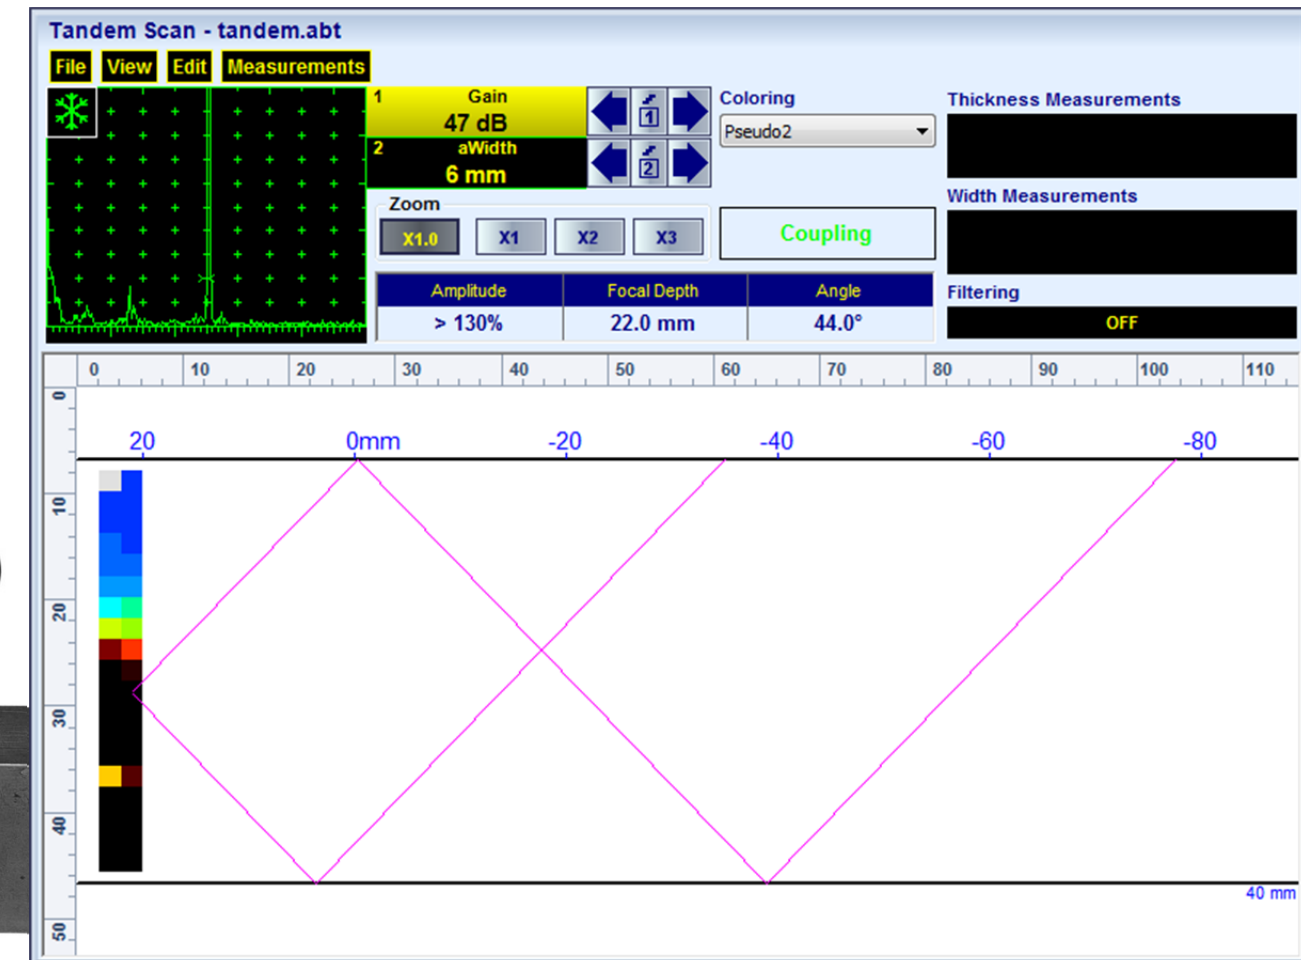 Tandem Scan - tandem.abt
File View Edit Measurements
1 Gain
47 dB
2 aWidth
6 mm
1
2
Coloring
Pseudo2
Thickness Measurements
Width Measurements
Zoom
X1.0 X1 X2 X3
Coupling
Filtering
OFF
Amplitude Focal Depth Angle
> 130% 22.0 mm 44.0°
0 10 20 30 40 50 60 70 80 90 100 110
20 0mm -20 -40 -60 -80
0
10
20
30
40
50
40 mm